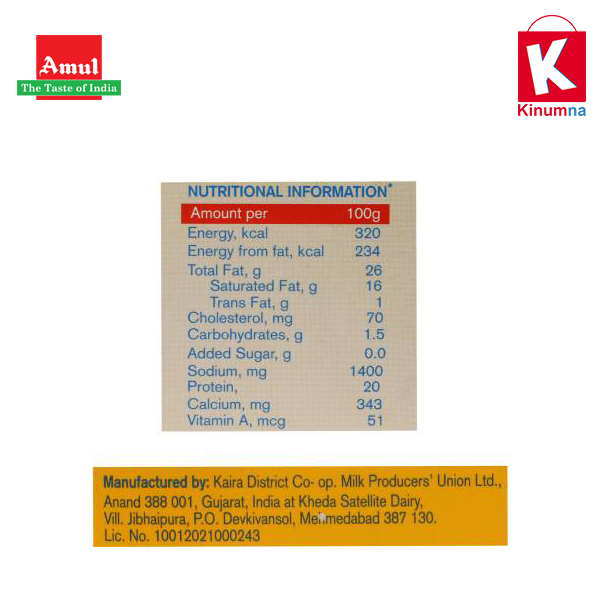 Amul
The Taste of India
K
Kinumna
NUTRITIONAL INFORMATION*
Amount per 100g
Energy, kcal 320
Energy from fat, kcal 234
Total Fat, g 26
Saturated Fat, g 16
Trans Fat, g 1
Cholesterol, mg 70
Carbohydrates, g 1.5
Added Sugar, g 0.0
Sodium, mg 1400
Protein, 20
Calcium, mg 343
Vitamin A, mcg 51
Manufactured by: Kaira District Co- op. Milk Producers' Union Ltd.,
Anand 388 001, Gujarat, India at Kheda Satellite Dairy,
Vill. Jibhaipura, P.O. Devkivansol, Mehmedabad 387 130.
Lic. No. 10012021000243